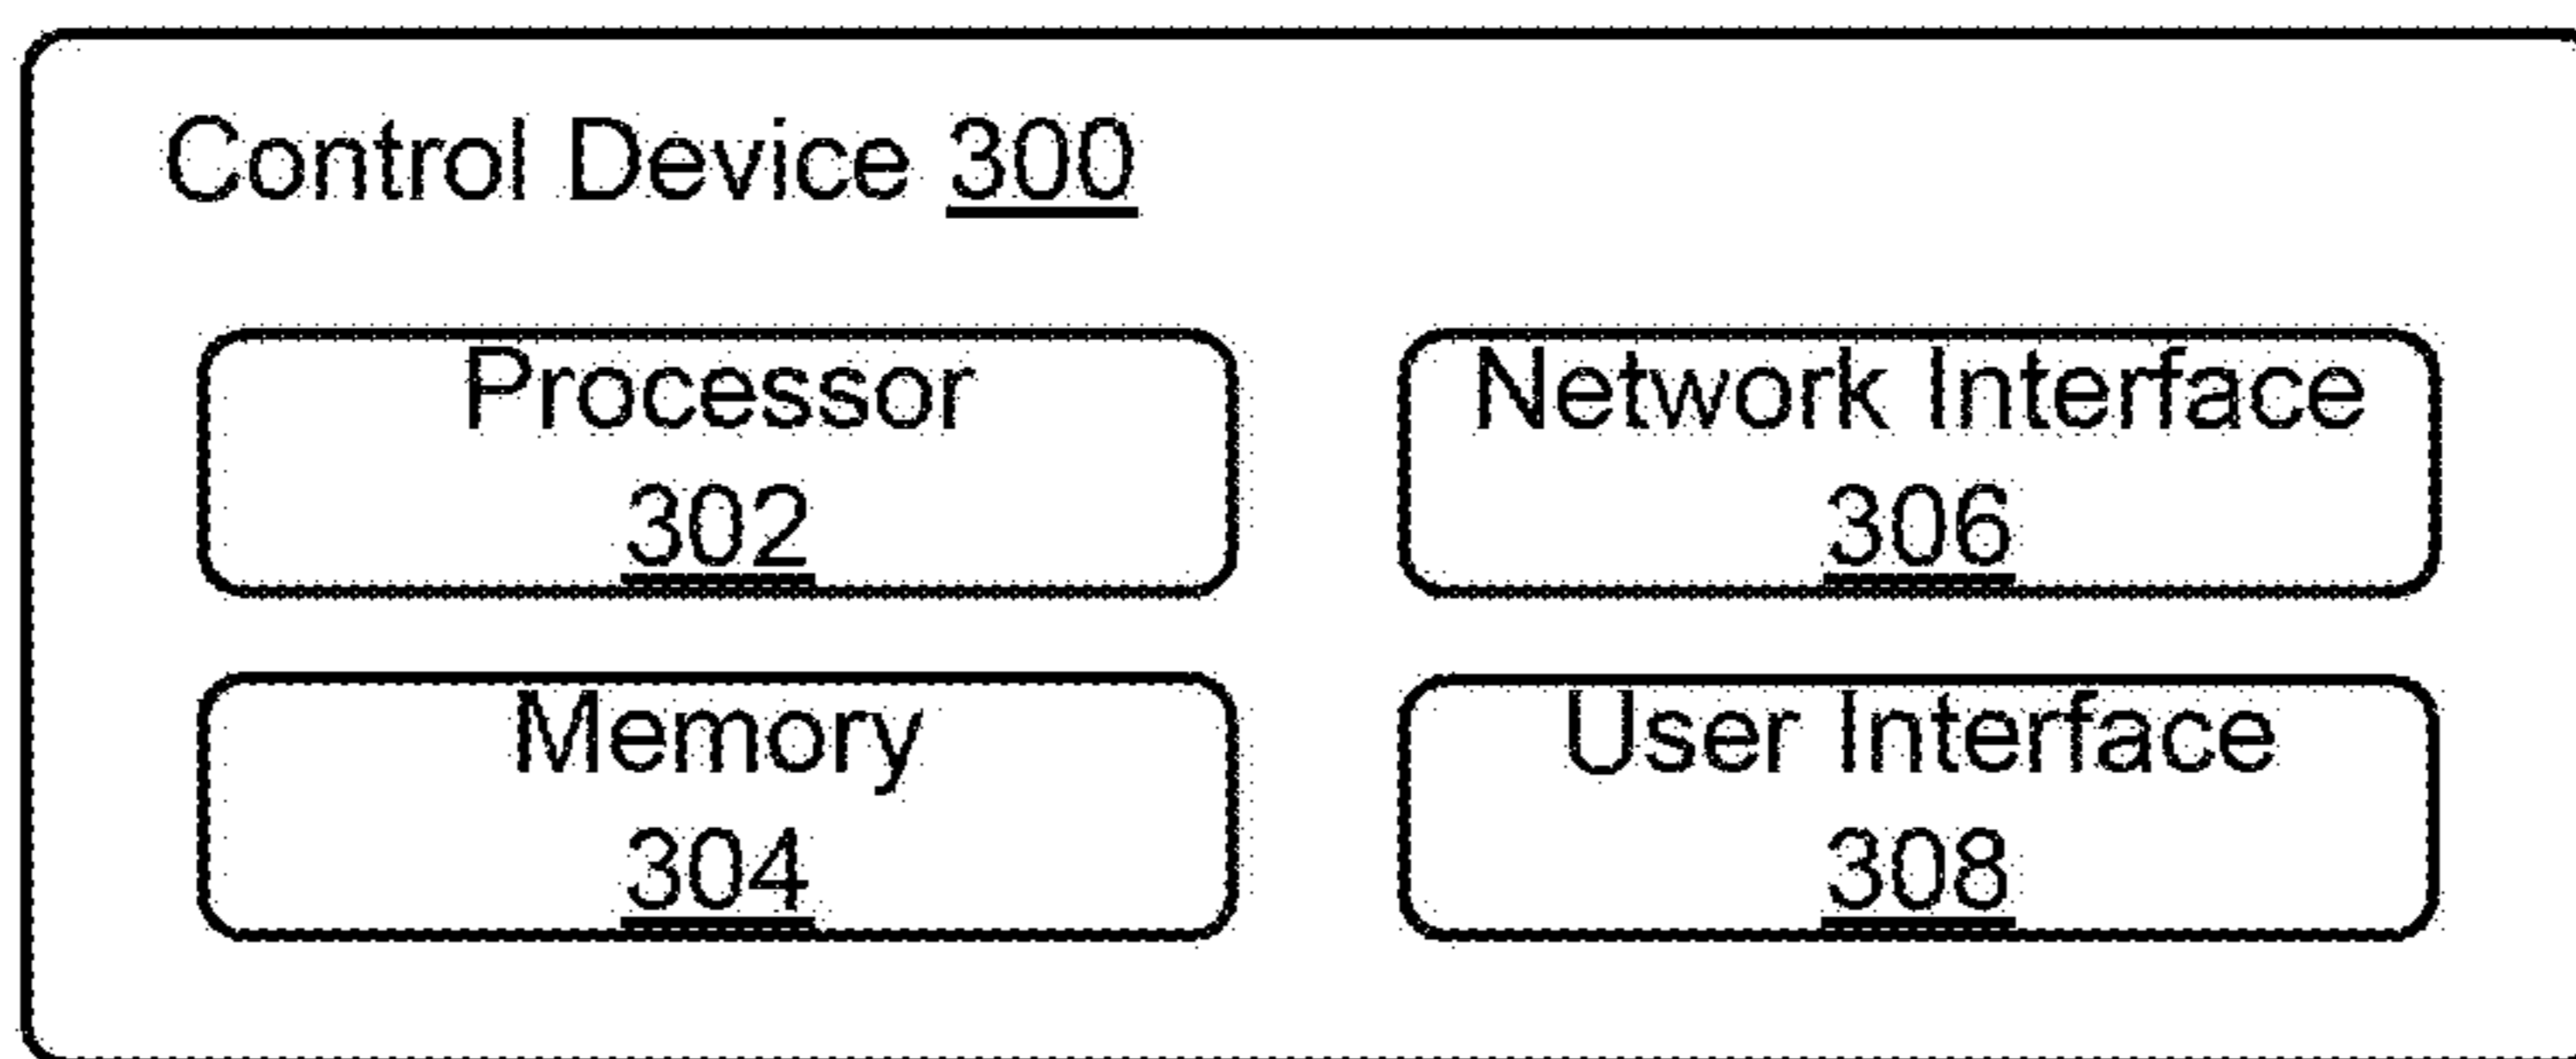 Control Device 300
Processor
302
Network Interface
306
Memory
304
User Interface
308